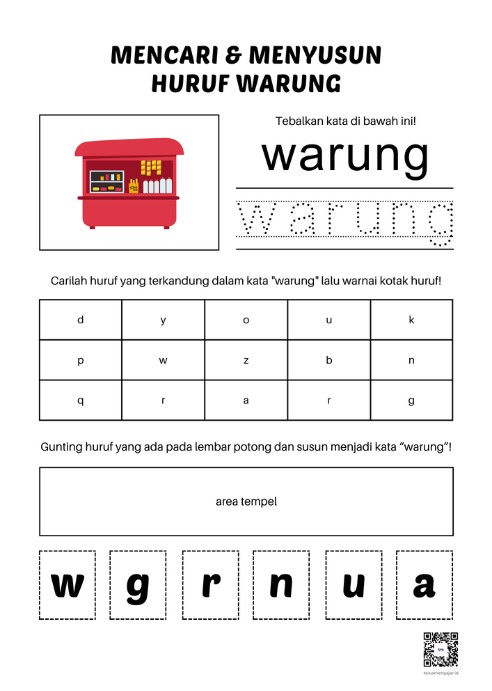 MENCARI & MENYUSUN
HURUF WARUNG
Tebalkan kata di bawah ini!
warung
warung
Carilah huruf yang terkandung dalam kata "warung" lalu warnai kotak huruf!
d y o u k
p w z b n
q r a r g
Gunting huruf yang ada pada lembar potong dan susun menjadi kata “warung”!
area tempel
w g r n u a